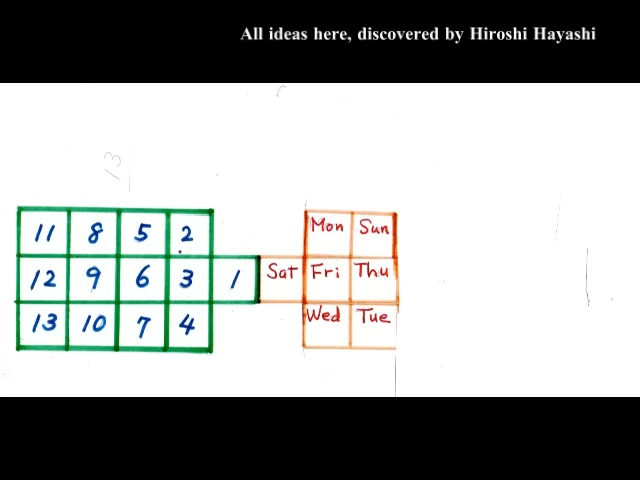 All ideas here, discovered by Hiroshi Hayashi
13
11 8 5 2 Mon Sun
12 9 6 3 1 Sat Fri Thu
13 10 7 4 Wed Tue